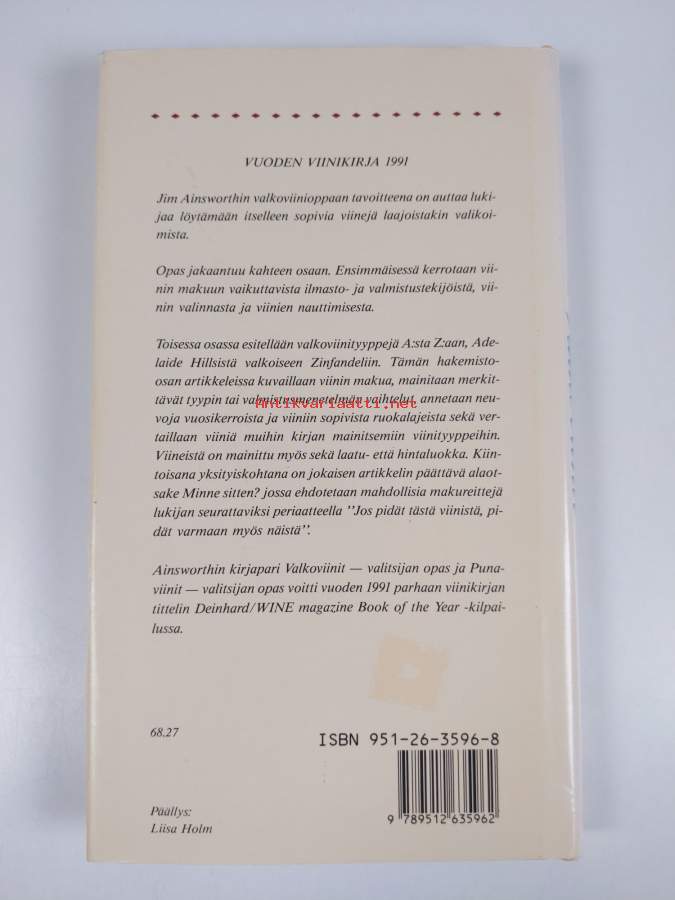 VUODEN VIINIKIRJA 1991
Jim Ainsworthin valkoviinioppaan tavoitteena on auttaa luki-
jaa löytämään itselleen sopivia viinejä laajoistakin valikoi-
mista.
Opas jakaantuu kahteen osaan. Ensimmäisessä kerrotaan vii-
nin makuun vaikuttavista ilmasto- ja valmistustekijöistä, vii-
nin valinnasta ja viinien nauttimisesta.
Toisessa osassa esitellään valkoviinityyppejä A:sta Z:aan, Ade-
laide Hillsistä valkoiseen Zinfandeliin. Tämän hakemisto-
osan artikkeleissa kuvaillaan viinin makua, mainitaan merkit-
tävät tyypin tai valmistusmenetelmän vaihtelut, annetaan neu-
Antikvariaatti.net
voja vuosikerroista ja viiniin sopivista ruokalajeista sekä ver-
taillaan viiniä muihin kirjan mainitsemiin viinityyppeihin.
Viineistä on mainittu myös sekä laatu- että hintaluokka. Kiin-
toisana yksityiskohtana on jokaisen artikkelin päättävä alaot-
sake Minne sitten? jossa ehdotetaan mahdollisia makureittejä
lukijan seurattaviksi periaatteella "Jos pidät tästä viinistä, pi-
dät varmaan myös näistä".
Ainsworthin kirjapari Valkoviinit — valitsijan opas ja Puna-
viinit — valitsijan opas voitti vuoden 1991 parhaan viinikirjan
tittelin Deinhard/WINE magazine Book of the Year -kilpai-
lussa.
68.27
ISBN 951-26-3596-8
9 789512 635962
Päällys:
Liisa Holm